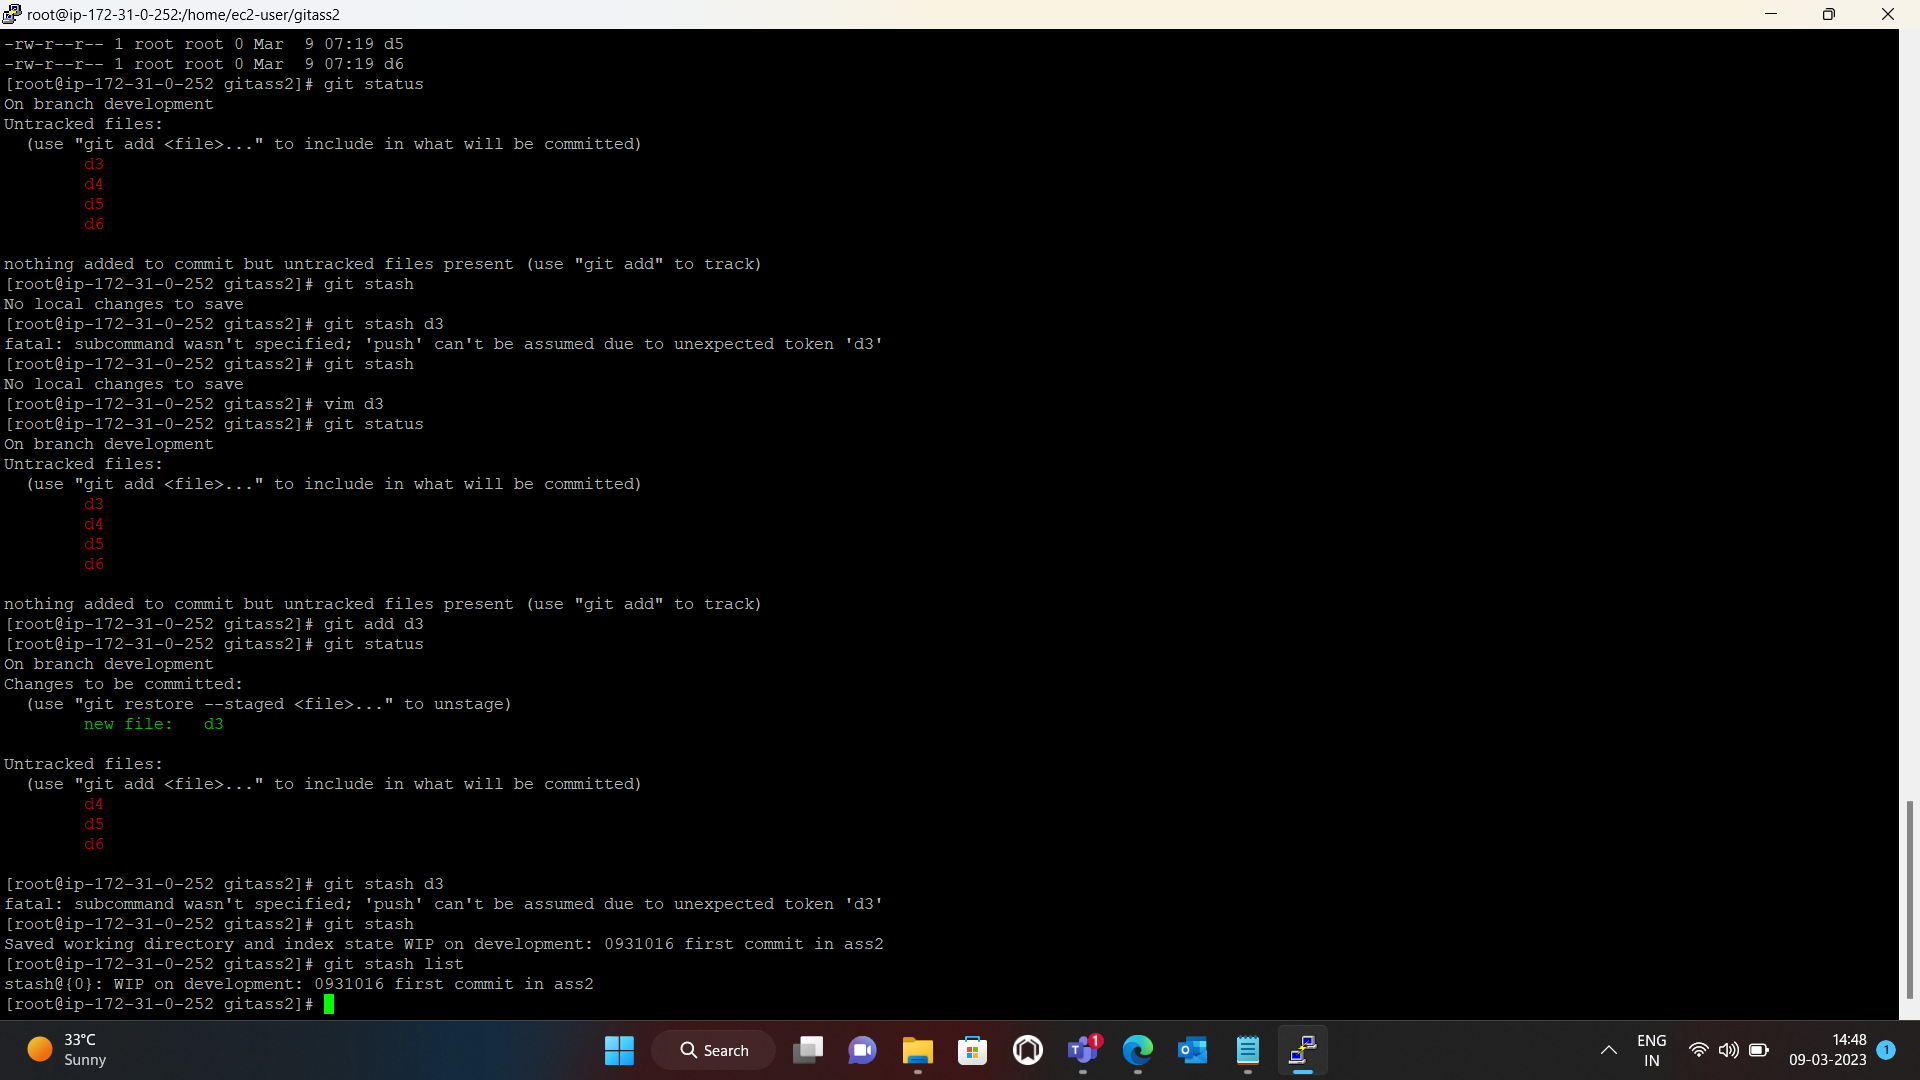 root@ip-172-31-0-252:/home/ec2-user/gitass2
-rw-r--r-- 1 root root 0 Mar  9 07:19 d5
-rw-r--r-- 1 root root 0 Mar  9 07:19 d6
[root@ip-172-31-0-252 gitass2]# git status
On branch development
Untracked files:
  (use "git add <file>..." to include in what will be committed)
        d3
        d4
        d5
        d6
nothing added to commit but untracked files present (use "git add" to track)
[root@ip-172-31-0-252 gitass2]# git stash
No local changes to save
[root@ip-172-31-0-252 gitass2]# git stash d3
fatal: subcommand wasn't specified; 'push' can't be assumed due to unexpected token 'd3'
[root@ip-172-31-0-252 gitass2]# git stash
No local changes to save
[root@ip-172-31-0-252 gitass2]# vim d3
[root@ip-172-31-0-252 gitass2]# git status
On branch development
Untracked files:
  (use "git add <file>..." to include in what will be committed)
        d3
        d4
        d5
        d6
nothing added to commit but untracked files present (use "git add" to track)
[root@ip-172-31-0-252 gitass2]# git add d3
[root@ip-172-31-0-252 gitass2]# git status
On branch development
Changes to be committed:
  (use "git restore --staged <file>..." to unstage)
        new file:   d3
Untracked files:
  (use "git add <file>..." to include in what will be committed)
        d4
        d5
        d6
[root@ip-172-31-0-252 gitass2]# git stash d3
fatal: subcommand wasn't specified; 'push' can't be assumed due to unexpected token 'd3'
[root@ip-172-31-0-252 gitass2]# git stash
Saved working directory and index state WIP on development: 0931016 first commit in ass2
[root@ip-172-31-0-252 gitass2]# git stash list
stash@{0}: WIP on development: 0931016 first commit in ass2
[root@ip-172-31-0-252 gitass2]#
33°C
Sunny
Search
1
ENG
IN
14:48
09-03-2023
1